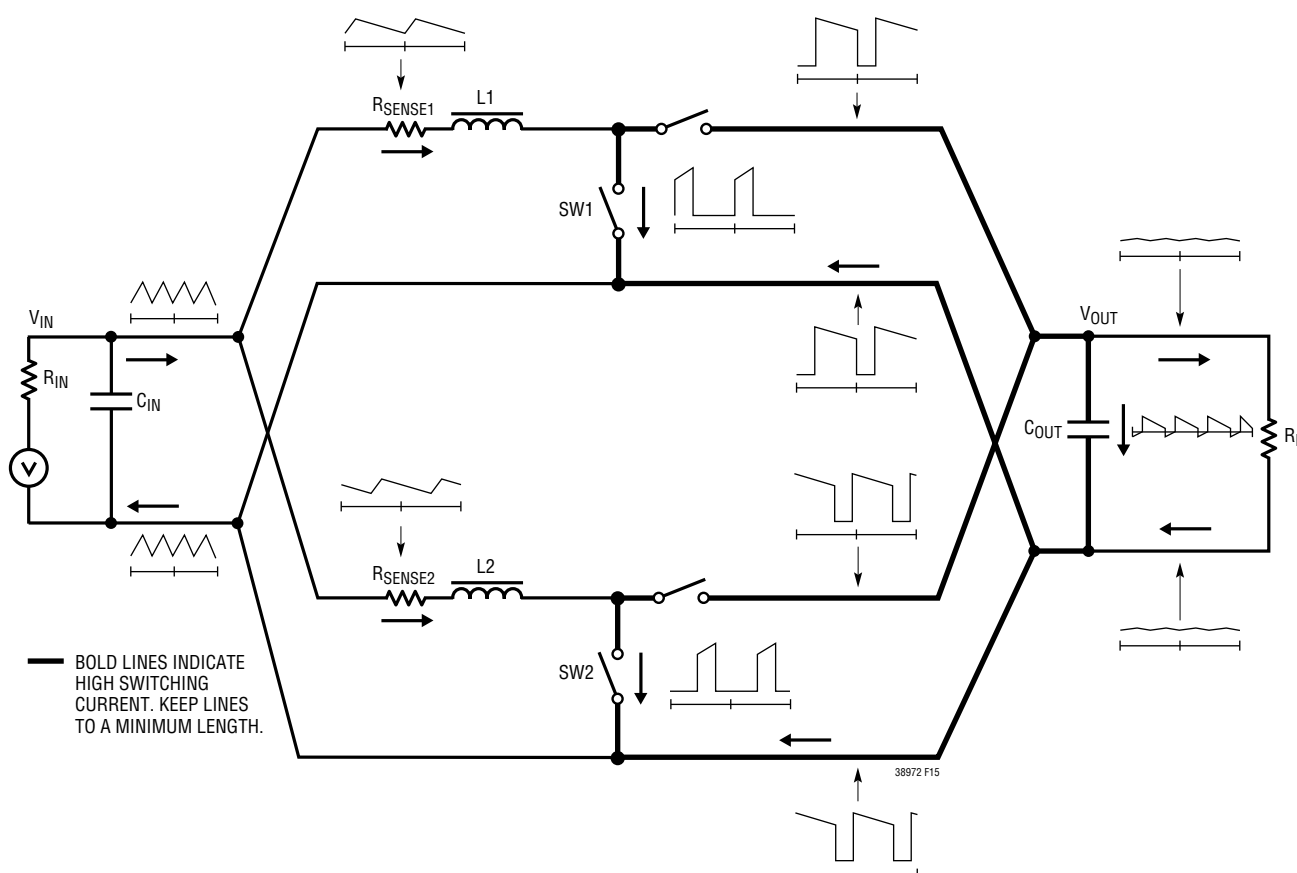 RSENSE1
L1
SW1
VIN
RIN
CIN
V
VOUT
COUT
RSENSE2
L2
SW2
BOLD LINES INDICATE
HIGH SWITCHING
CURRENT. KEEP LINES
TO A MINIMUM LENGTH.
38972 F15